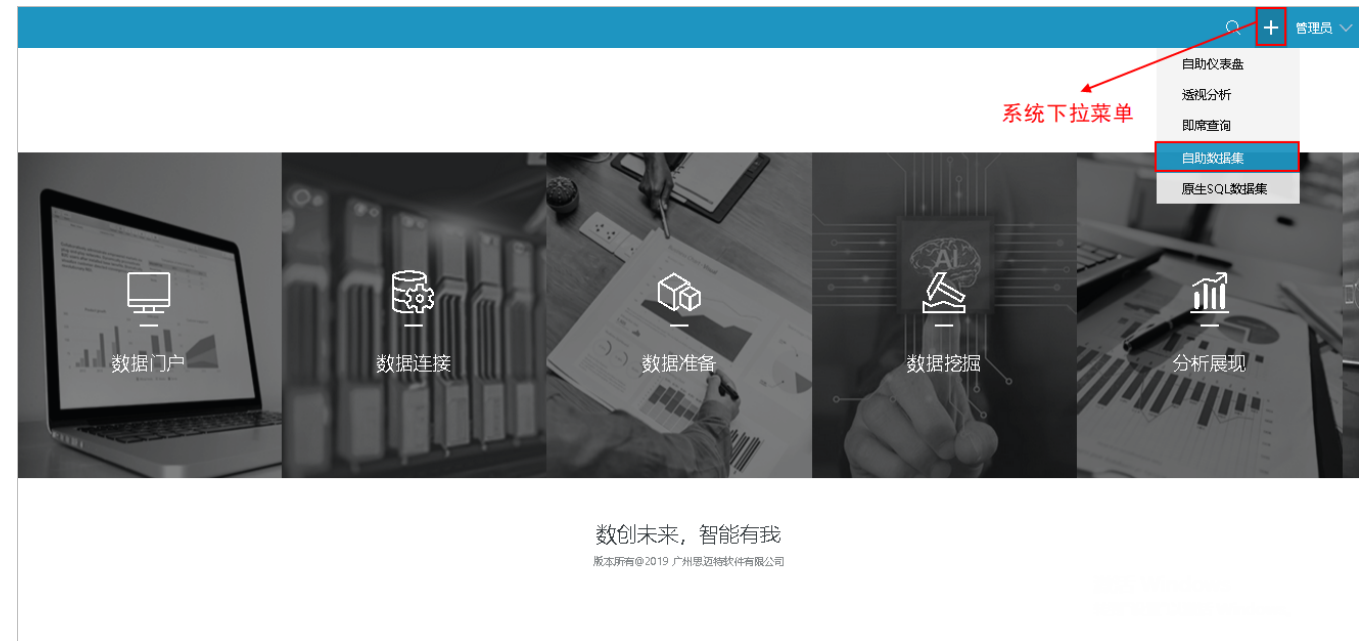 管理员
自助仪表盘
透视分析
系统下拉菜单
即席查询
自助数据集
原生SQL数据集
AI
数据门户
数据连接
数据准备
数据挖掘
分析展现
数创未来，智能有我
版本所有@2019 广州思迈特软件有限公司